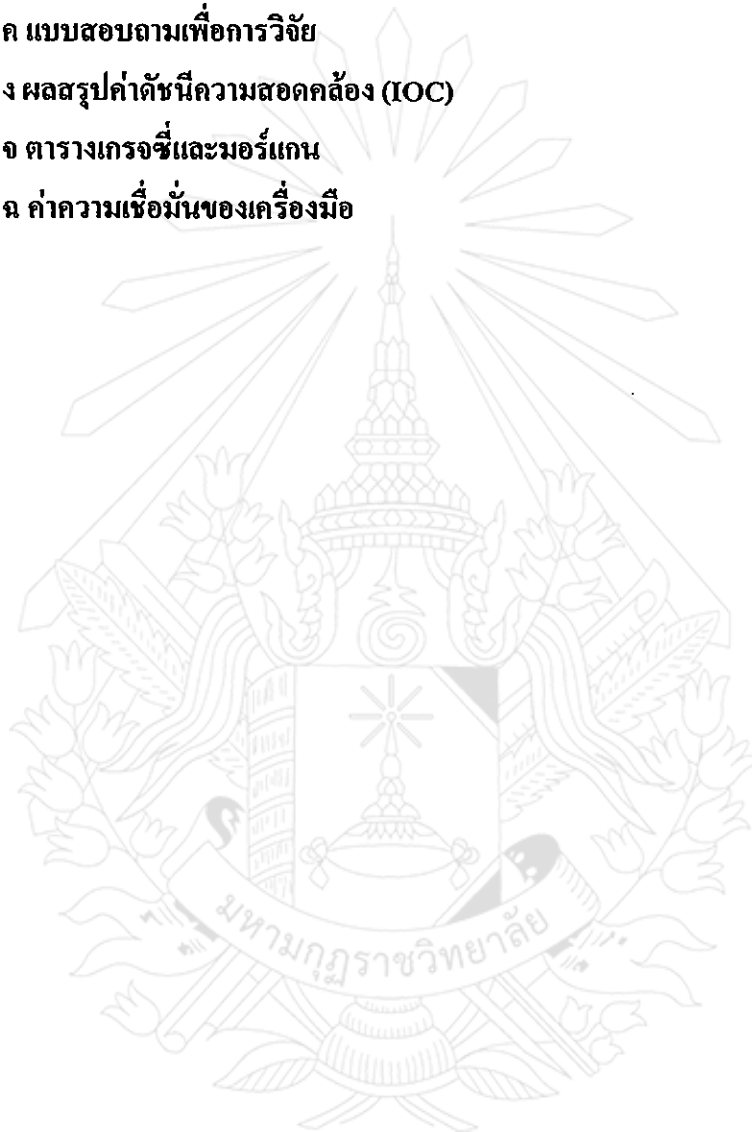 ค แบบสอบถามเพื่อการวิจัย
ง ผลสรุปค่าดัชนีความสอดคล้อง (IOC)
จ ตารางเกรจซี่และมอร์แกน
ฉ ค่าความเชื่อมั่นของเครื่องมือ
มหามกุฏราชวิทยาลัย